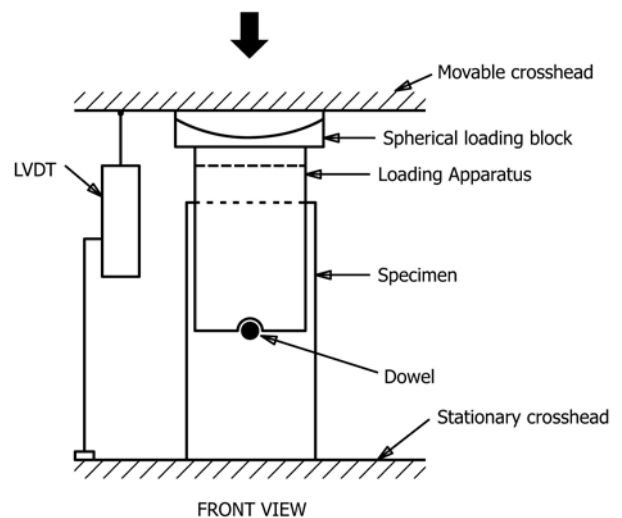 Movable crosshead
Spherical loading block
LVDT
Loading Apparatus
Specimen
Dowel
Stationary crosshead
FRONT VIEW